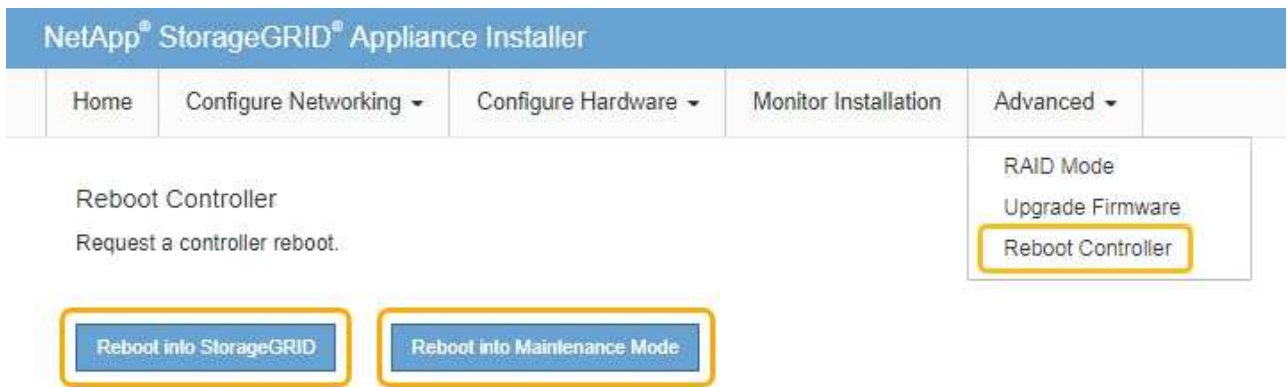 NetApp® StorageGRID® Appliance Installer
Home Configure Networking Configure Hardware Monitor Installation Advanced
RAID Mode
Upgrade Firmware
Reboot Controller
Reboot Controller
Request a controller reboot.
Reboot into StorageGRID Reboot into Maintenance Mode